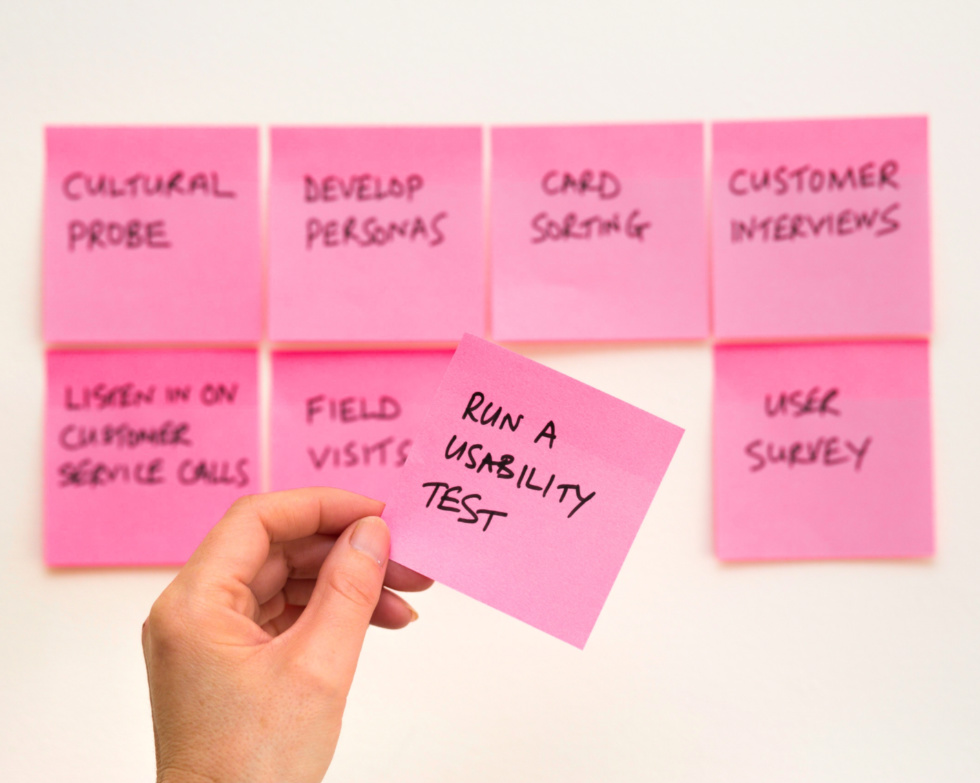 CULTURAL
PROBE
DEVELOP
PERSONAS
CARD
SORTING
CUSTOMER
INTERVIEWS
LISTEN IN ON
CUSTOMER
SERVICE CALLS
FIELD
VISITS
RUN A
USABILITY
TEST
USER
SURVEY